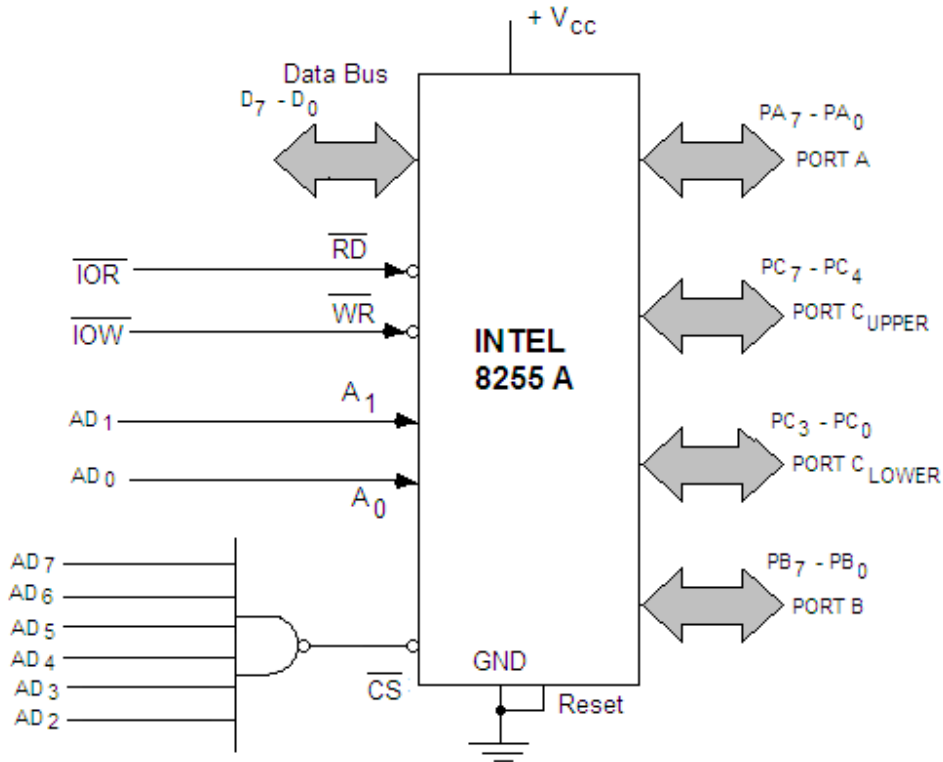 + VCC
Data Bus
D7 - D0
PA7 - PA0
PORT A
RD
IOR
PC7 - PC4
PORT CUPPER
WR
IOW
INTEL
8255 A
A1
AD1
PC3 - PC0
PORT CLOWER
AD0
A0
AD7
AD6
AD5
AD4
AD3
AD2
PB7 - PB0
PORT B
GND
CS
Reset